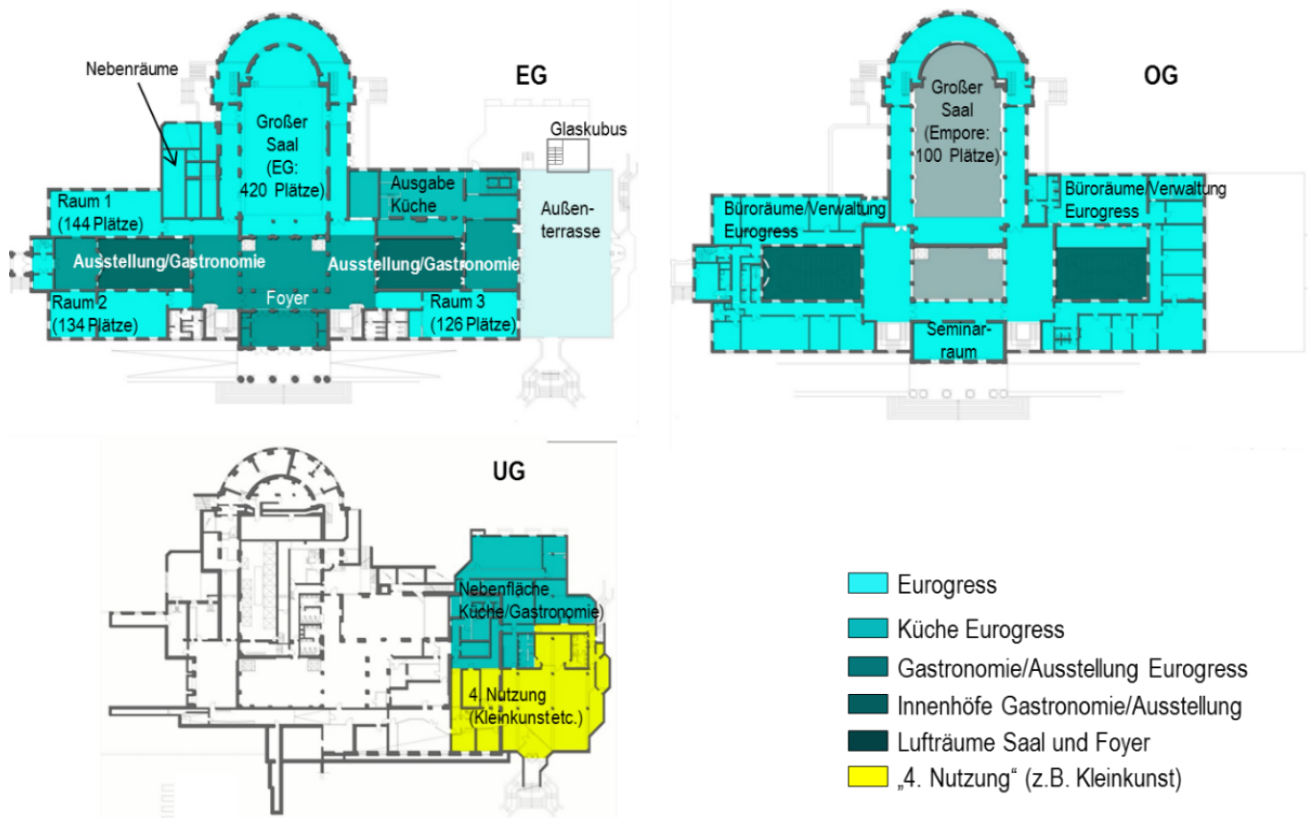 EG
Nebenräume
Großer
Saal
(EG:
420 Plätze)
Glaskubus
Ausgabe
Küche
Raum 1
(144 Plätze)
Außen-
terrasse
Ausstellung/Gastronomie
Ausstellung/Gastronomie
Foyer
Raum 2
(134 Plätze)
Raum 3
(126 Plätze)
OG
Großer
Saal
(Empore:
100 Plätze)
Büroräume/Verwaltung
Eurogress
Büroräume/Verwaltung
Eurogress
Seminar-
raum
UG
Nebenfläche
Küche/Gastronomie)
4. Nutzung
(Kleinkunst etc.)
Eurogress
Küche Eurogress
Gastronomie/Ausstellung Eurogress
Innenhöfe Gastronomie/Ausstellung
Lufträume Saal und Foyer
„4. Nutzung“ (z.B. Kleinkunst)